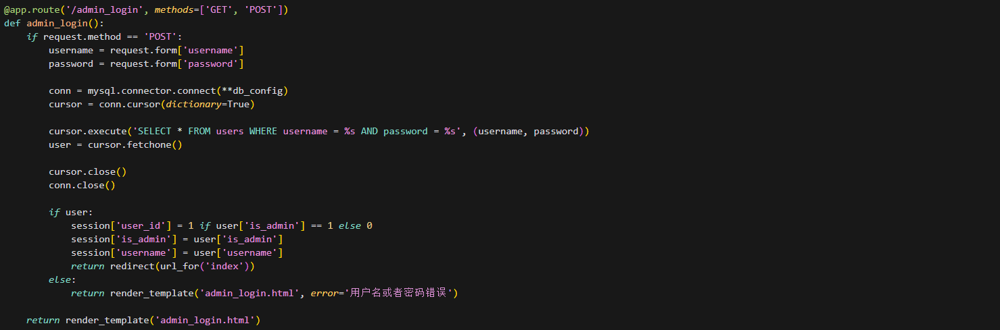 @app.route('/admin_login', methods=['GET', 'POST'])
def admin_login():
    if request.method == 'POST':
        username = request.form['username']
        password = request.form['password']

        conn = mysql.connector.connect(**db_config)
        cursor = conn.cursor(dictionary=True)

        cursor.execute('SELECT * FROM users WHERE username = %s AND password = %s', (username, password))
        user = cursor.fetchone()

        cursor.close()
        conn.close()

        if user:
            session['user_id'] = 1 if user['is_admin'] == 1 else 0
            session['is_admin'] = user['is_admin']
            session['username'] = user['username']
            return redirect(url_for('index'))
        else:
            return render_template('admin_login.html', error='用户名或者密码错误')

    return render_template('admin_login.html')